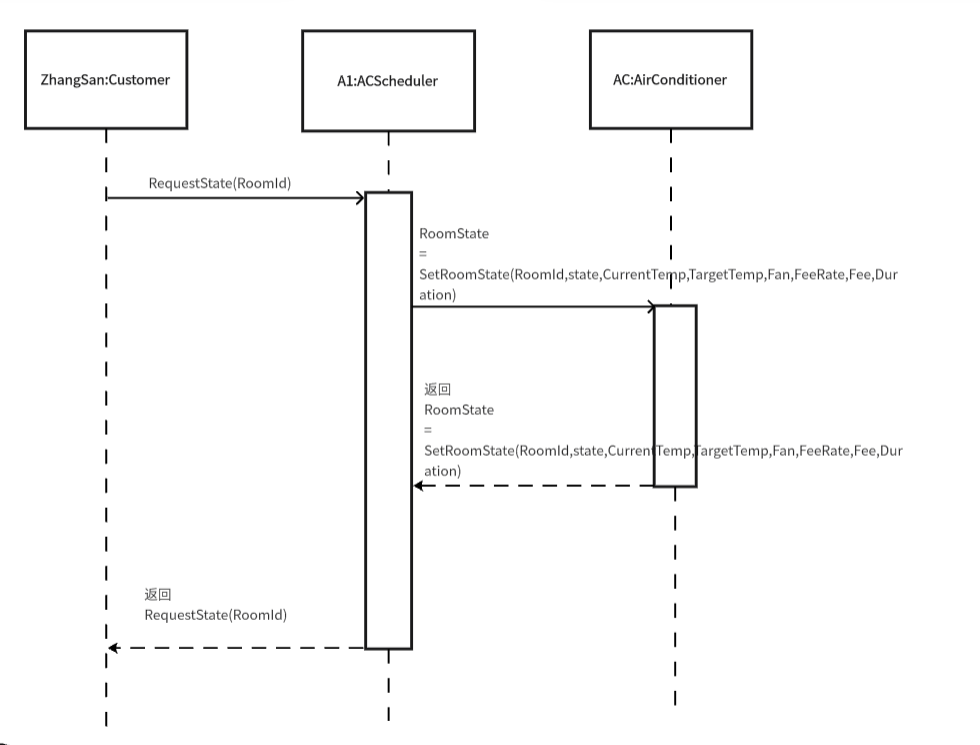 ZhangSan:Customer
A1:ACScheduler
AC:AirConditioner
RequestState(RoomId)
RoomState
=
SetRoomState(RoomId,state,CurrentTemp,TargetTemp,Fan,FeeRate,Fee,Dur
ation)
返回
RoomState
=
SetRoomState(RoomId,state,CurrentTemp,TargetTemp,Fan,FeeRate,Fee,Dur
ation)
返回
RequestState(RoomId)